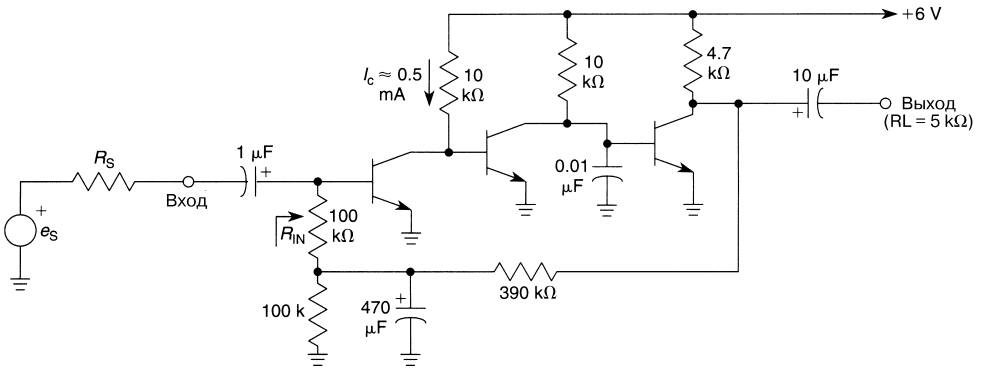 +6 V
I_c ≈ 0.5
mA
10
kΩ
10
kΩ
4.7
kΩ
10 µF
+
Выход
(RL = 5 kΩ)
0.01
µF
R_S
1 µF
+
Вход
+
e_S
R_IN
100
kΩ
390 kΩ
100 k
470
µF
+